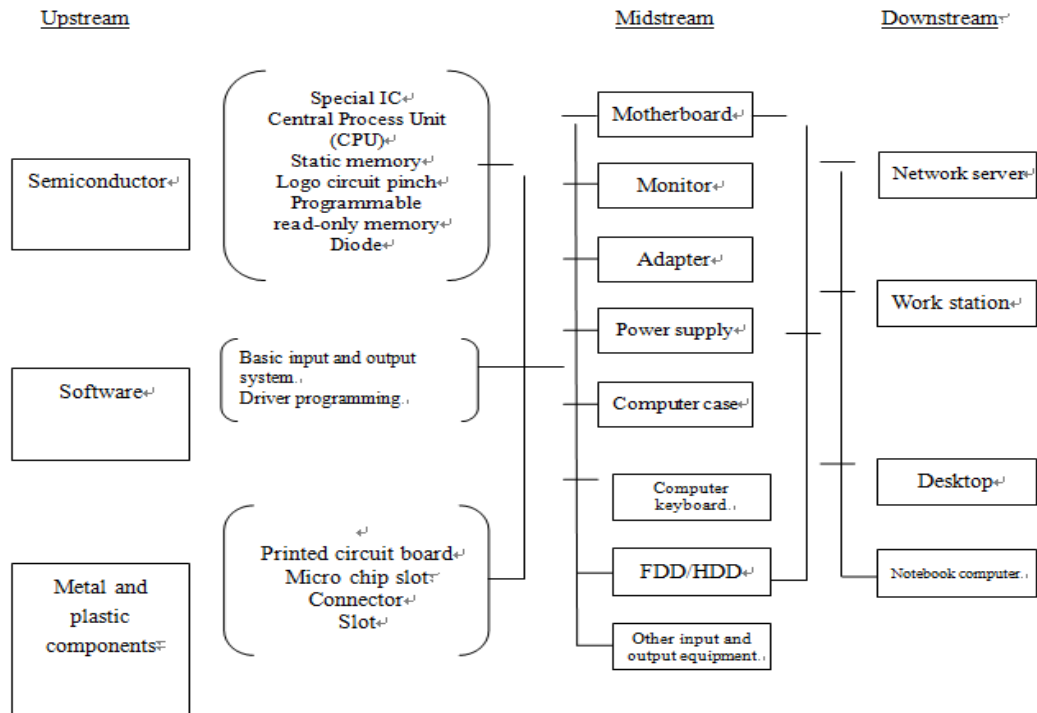 Upstream
Midstream
Downstream
Semiconductor
Special IC
Central Process Unit
(CPU)
Static memory
Logo circuit pinch
Programmable
read-only memory
Diode
Software
Basic input and output
system.
Driver programming.
Metal and
plastic
components
Printed circuit board
Micro chip slot
Connector
Slot
Motherboard
Monitor
Adapter
Power supply
Computer case
Computer
keyboard.
FDD/HDD
Other input and
output equipment.
Network server
Work station
Desktop
Notebook computer.